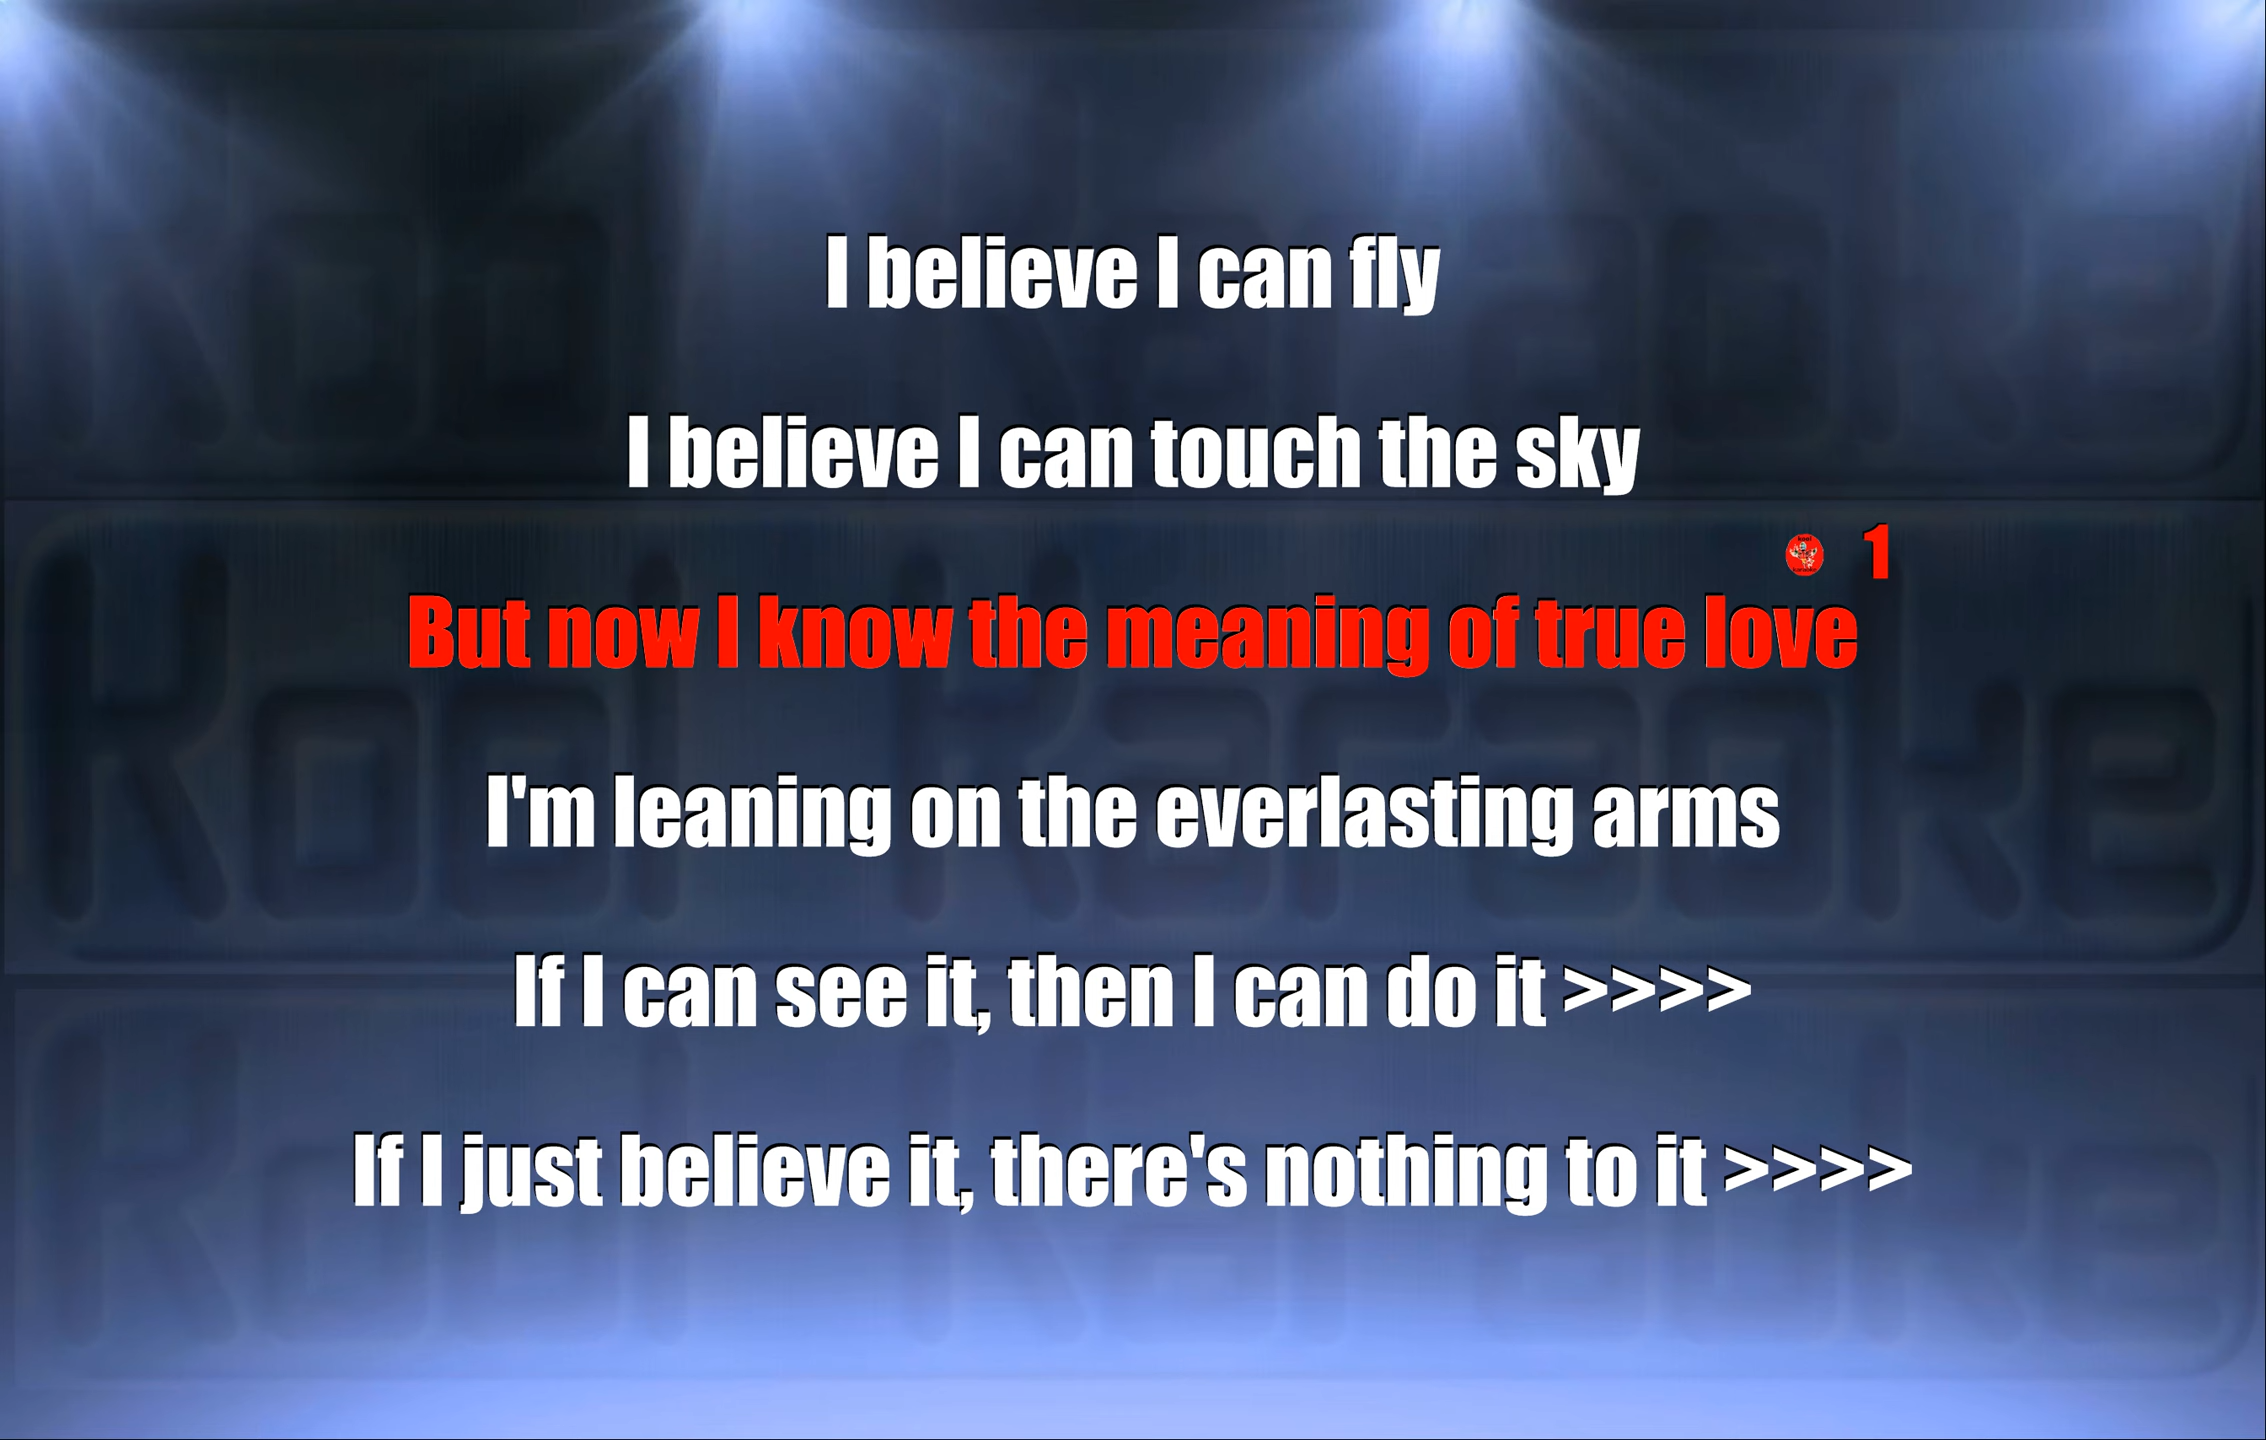 I believe I can fly
I believe I can touch the sky
1
But now I know the meaning of true love
Kool Karaoke
I'm leaning on the everlasting arms
If I can see it, then I can do it >>>>
If I just believe it, there's nothing to it >>>>